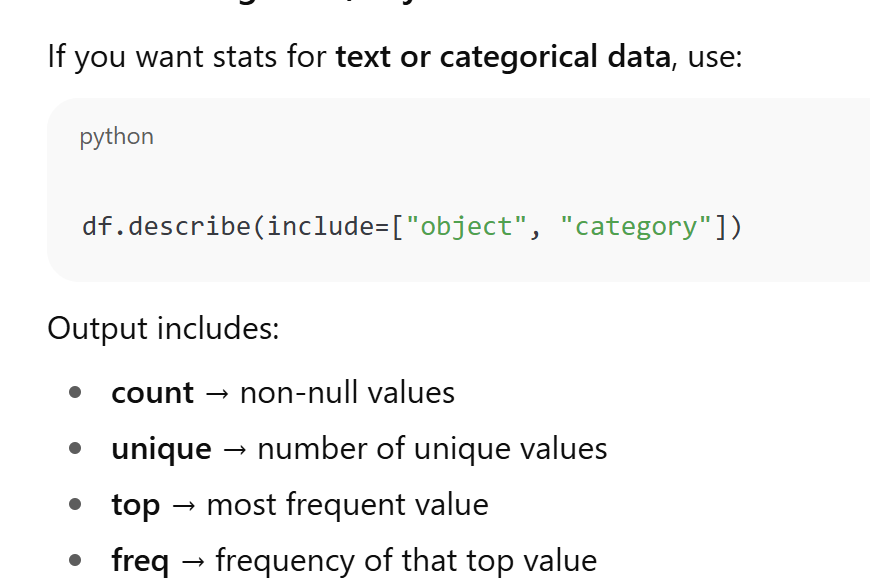 If you want stats for text or categorical data, use:
python
df.describe(include=["object", "category"])
Output includes:
• count → non-null values
• unique → number of unique values
• top → most frequent value
• freq → frequency of that top value